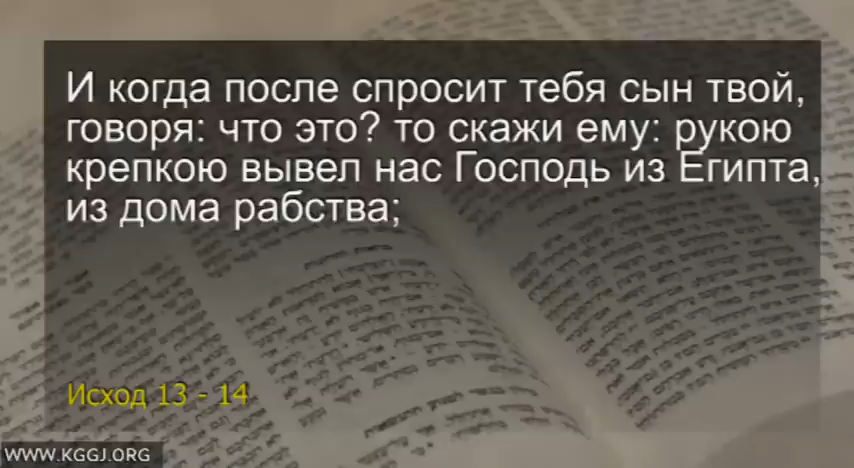 И когда после спросит тебя сын твой,
говоря: что это? то скажи ему: рукою
крепкою вывел нас Господь из Египта,
из дома рабства;
Исход 13 - 14
WWW.KGGJ.ORG